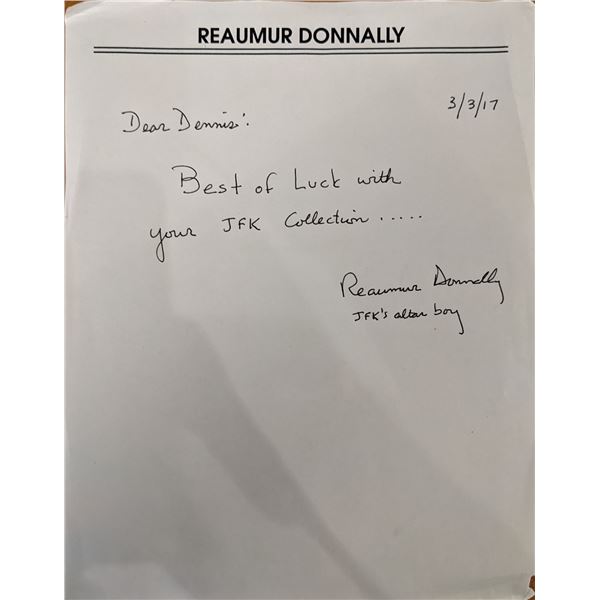 REAUMUR DONNALLY
3/3/17
Dear Dennis:
Best of Luck with
your JFK Collection.....
Reaumur Donnally
JFK's altar boy